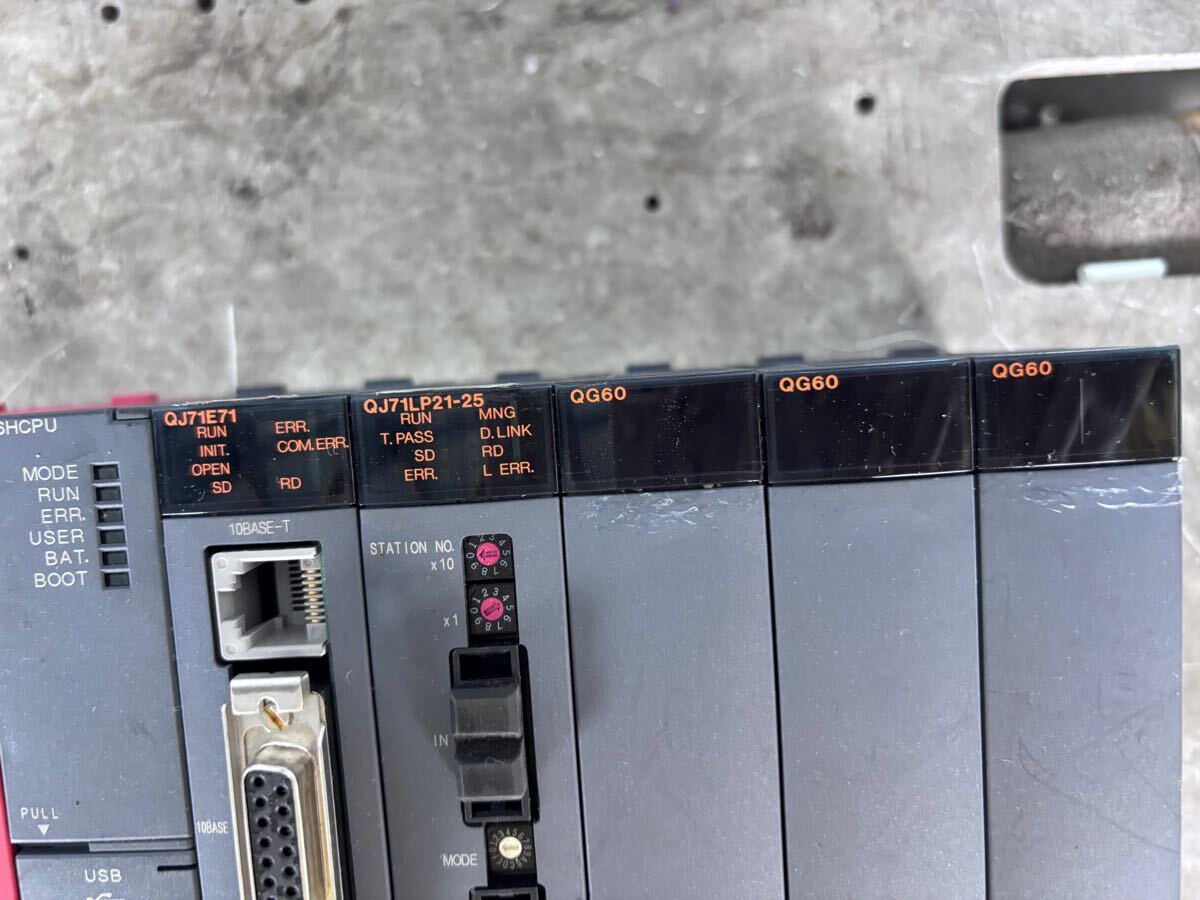 6HCPU
MODE
RUN
ERR.
USER
BAT.
BOOT
PULL
USB
QJ71E71
RUN ERR.
INIT. COM.ERR.
OPEN
SD RD
10BASE-T
10BASE
QJ71LP21-25
RUN MNG
T.PASS D.LINK
SD RD
ERR. L ERR.
STATION NO.
x10
x1
IN
MODE
QG60
QG60
QG60